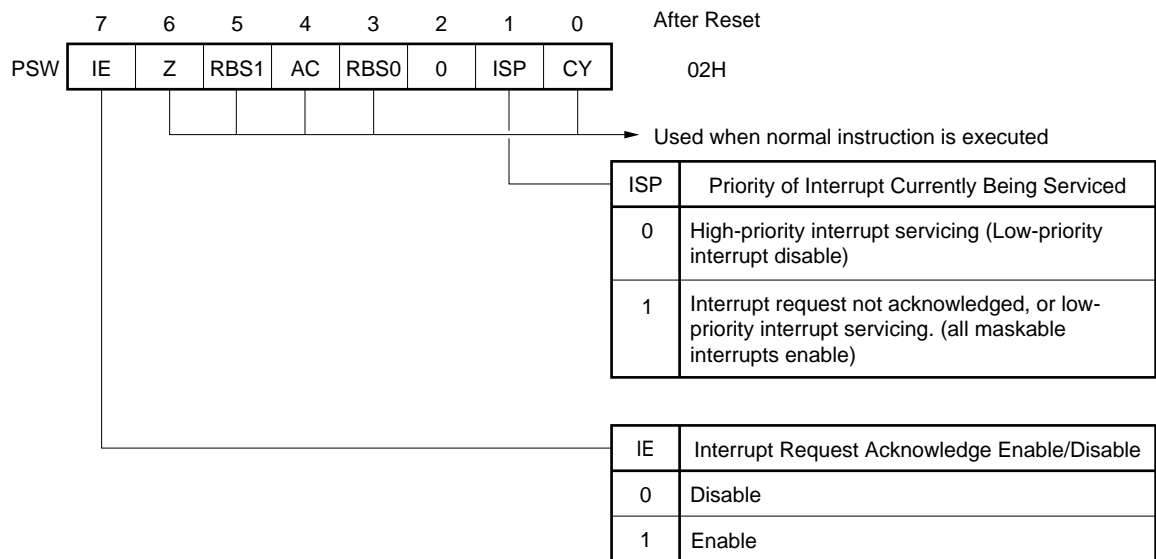 7 6 5 4 3 2 1 0 After Reset
PSW IE Z RBS1 AC RBS0 0 ISP CY 02H
Used when normal instruction is executed
ISP Priority of Interrupt Currently Being Serviced
0 High-priority interrupt servicing (Low-priority
interrupt disable)
1 Interrupt request not acknowledged, or low-
priority interrupt servicing. (all maskable
interrupts enable)
IE Interrupt Request Acknowledge Enable/Disable
0 Disable
1 Enable